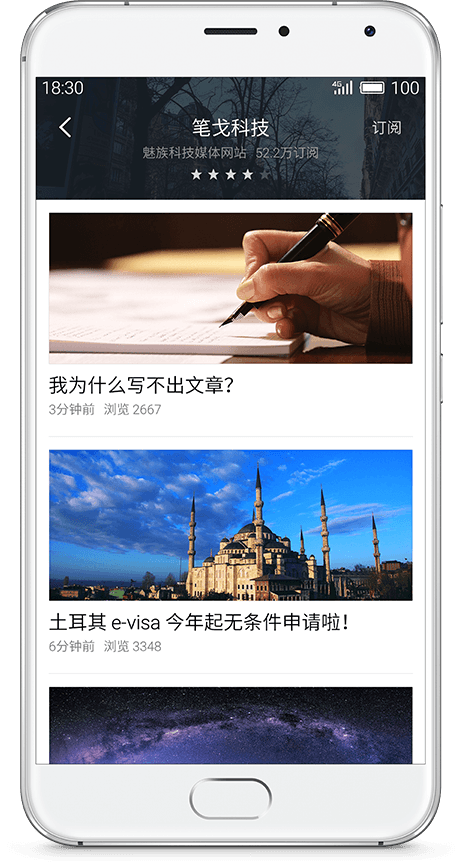 18:30 4G 100
笔戈科技 订阅
魅族科技媒体网站 52.2万订阅
我为什么写不出文章？
3分钟前 浏览 2667
土耳其 e-visa 今年起无条件申请啦！
6分钟前 浏览 3348